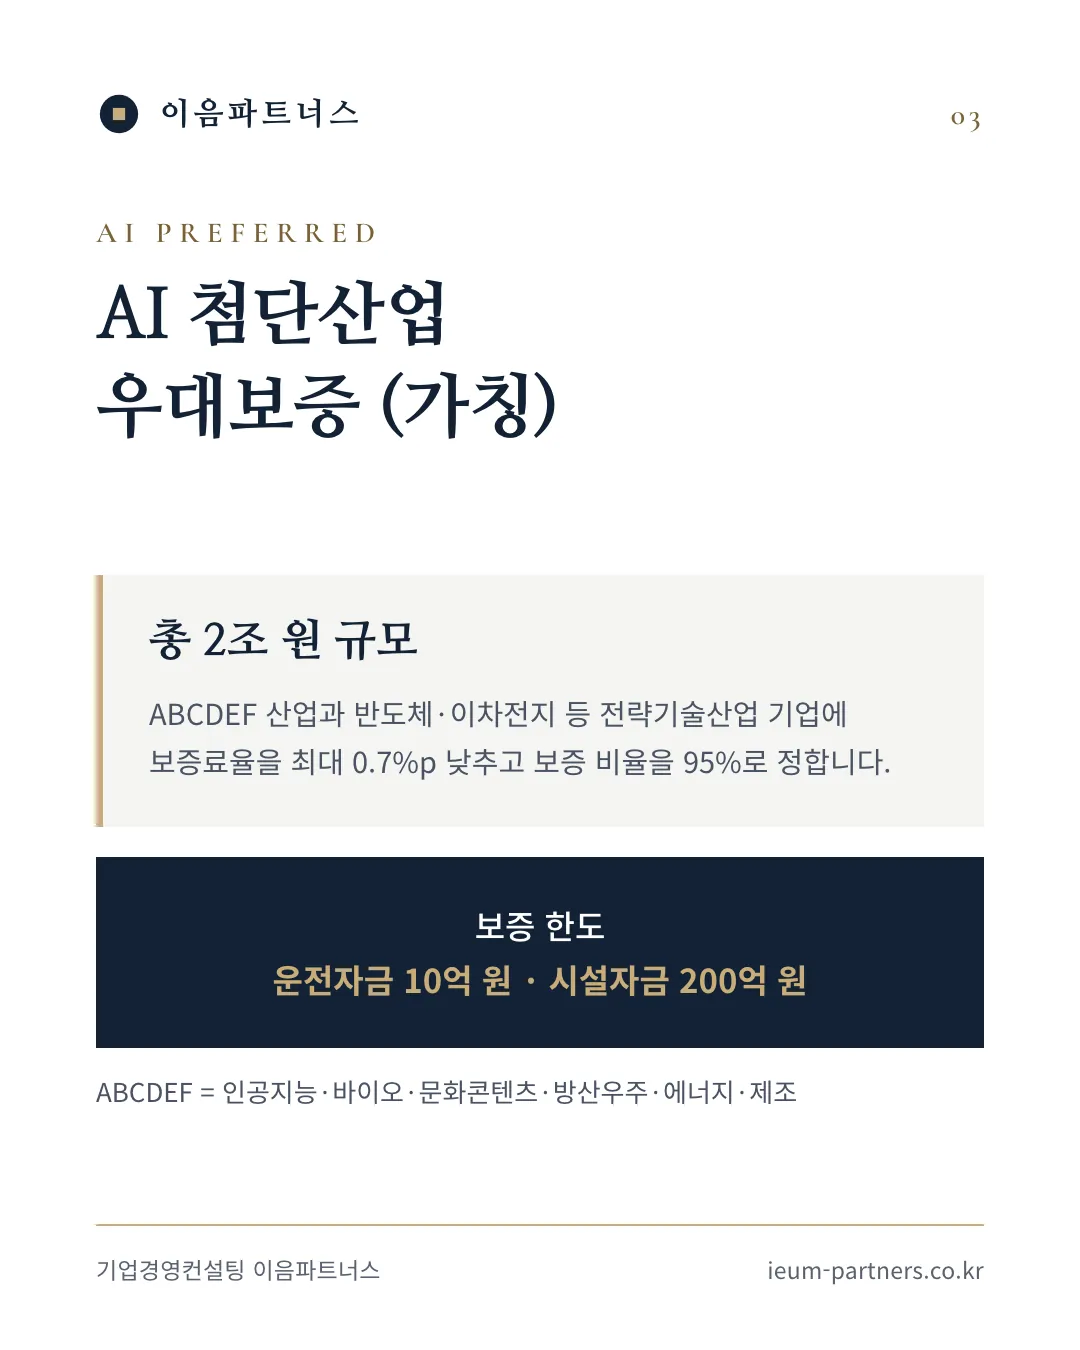 이음파트너스
03
AI PREFERRED
AI 첨단산업
우대보증 (가칭)
총 2조 원 규모
ABCDEF 산업과 반도체·이차전지 등 전략기술산업 기업에
보증료율을 최대 0.7%p 낮추고 보증 비율을 95%로 정합니다.
보증 한도
운전자금 10억 원 · 시설자금 200억 원
ABCDEF = 인공지능·바이오·문화콘텐츠·방산우주·에너지·제조
기업경영컨설팅 이음파트너스
ieum-partners.co.kr